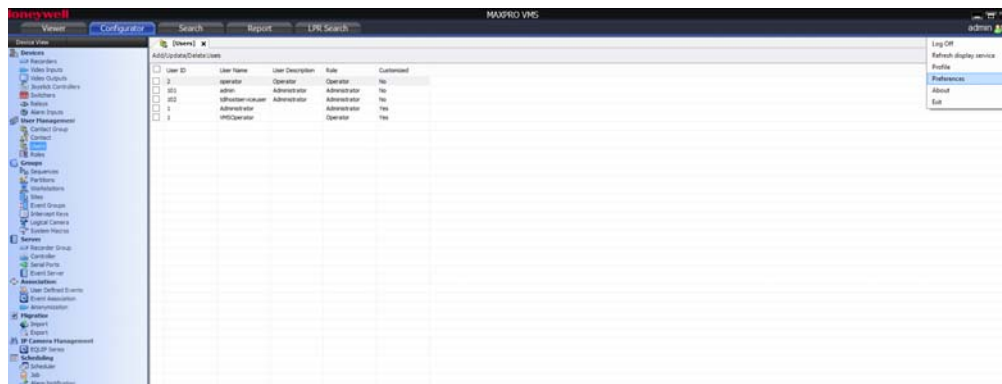 Honeywell
MAXPRO VMS
Viewer
Configurator
Search
Report
LPR Search
admin
Device View
Devices
Recorders
Video Inputs
Video Outputs
Joystick Controllers
Switchers
Relays
Alarm Inputs
User Management
Contact Group
Contact
Users
Roles
Groups
Sequences
Partitions
Workstations
Sites
Event Groups
Intercept Keys
Logical Camera
System Macros
Server
Recorder Group
Controller
Serial Ports
Event Server
Association
User Defined Events
Event Association
Anonymization
Migration
Import
Export
IP Camera Management
EQUIP Series
Scheduling
Scheduler
Job
Alarm Notification
[Users] x
Add/Update/Delete Users
User ID User Name User Description Role Customized
2 operator Operator Operator No
101 admin Administrator Administrator No
102 tdhostserviceuser Administrator Administrator No
1 Administrator Administrator Yes
1 VMSOperator Operator Yes
Log Off
Refresh display service
Profile
Preferences
About
Exit